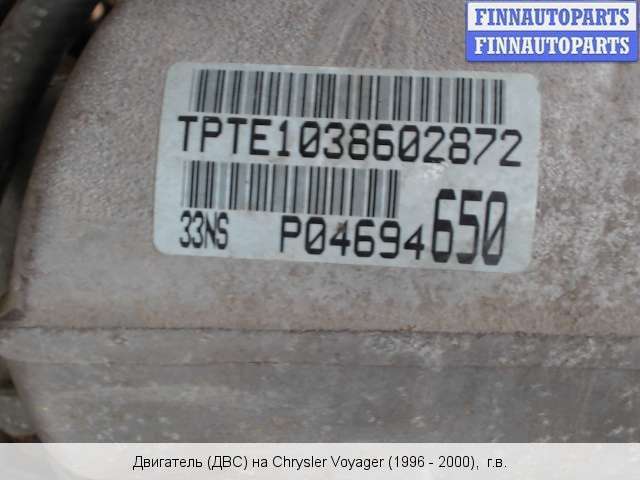 FINNAUTOPARTS
FINNAUTOPARTS
TPTE1038602872
33NS P04694650
Двигатель (ДВС) на Chrysler Voyager (1996 - 2000), г.в.